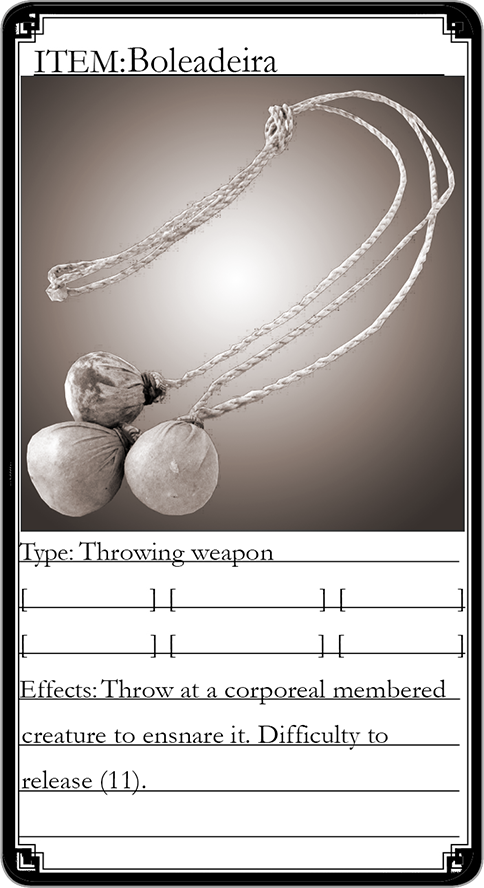 ITEM:Boleadeira
Type: Throwing weapon
[ ] [ ] [ ]
[ ] [ ] [ ]
Effects: Throw at a corporeal membered
creature to ensnare it. Difficulty to
release (11).